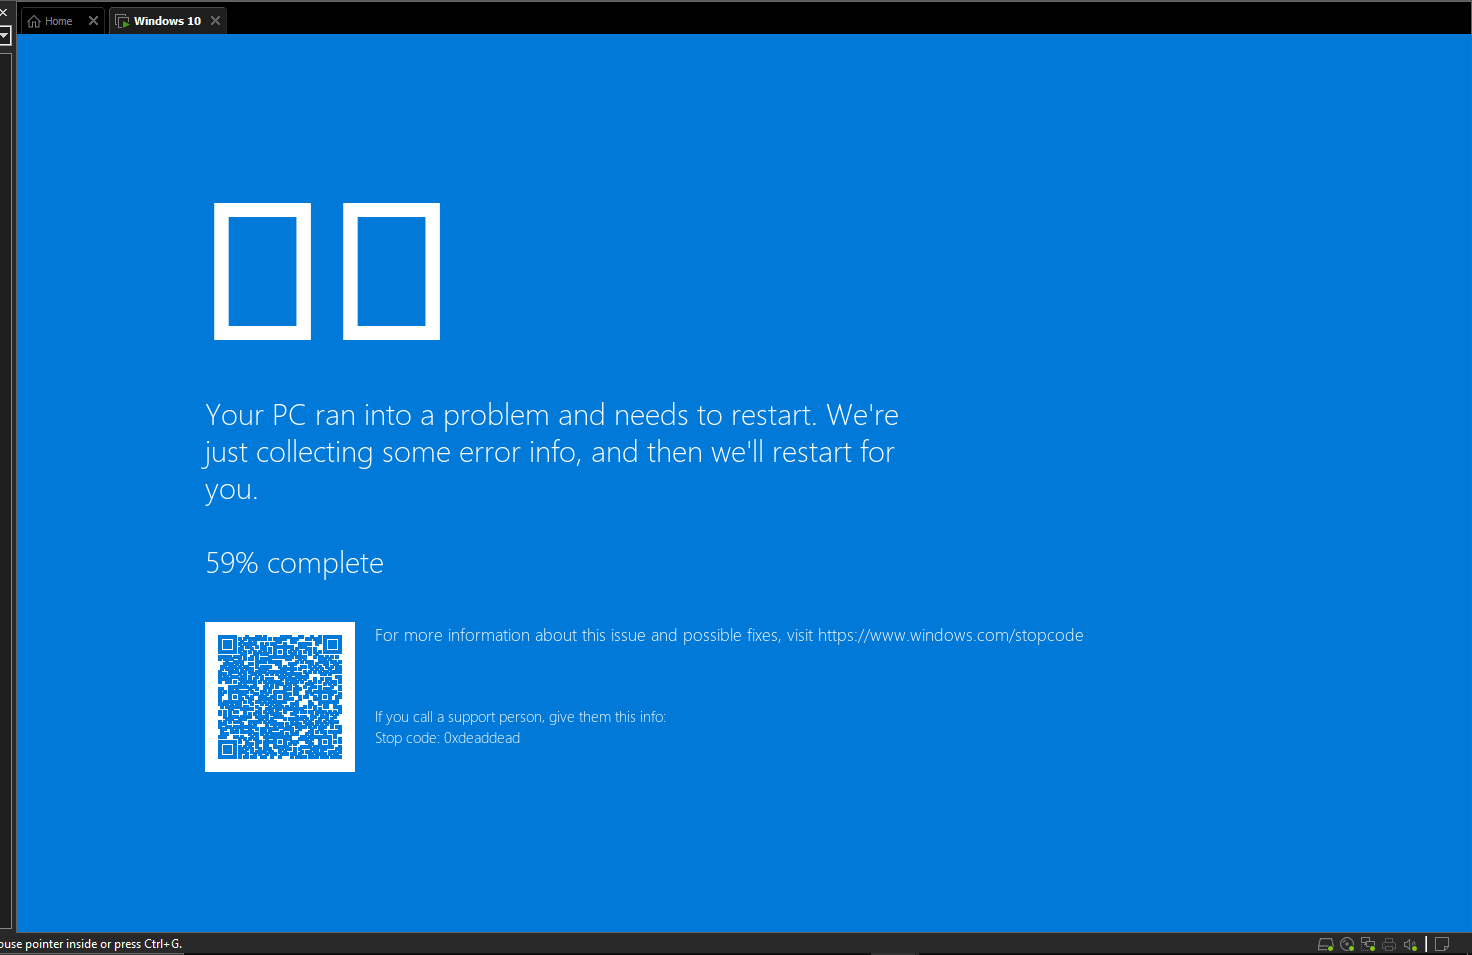 Home
Windows 10
Your PC ran into a problem and needs to restart. We're
just collecting some error info, and then we'll restart for
you.
59% complete
For more information about this issue and possible fixes, visit https://www.windows.com/stopcode
If you call a support person, give them this info:
Stop code: 0xdeaddead
pointer inside or press Ctrl+G.